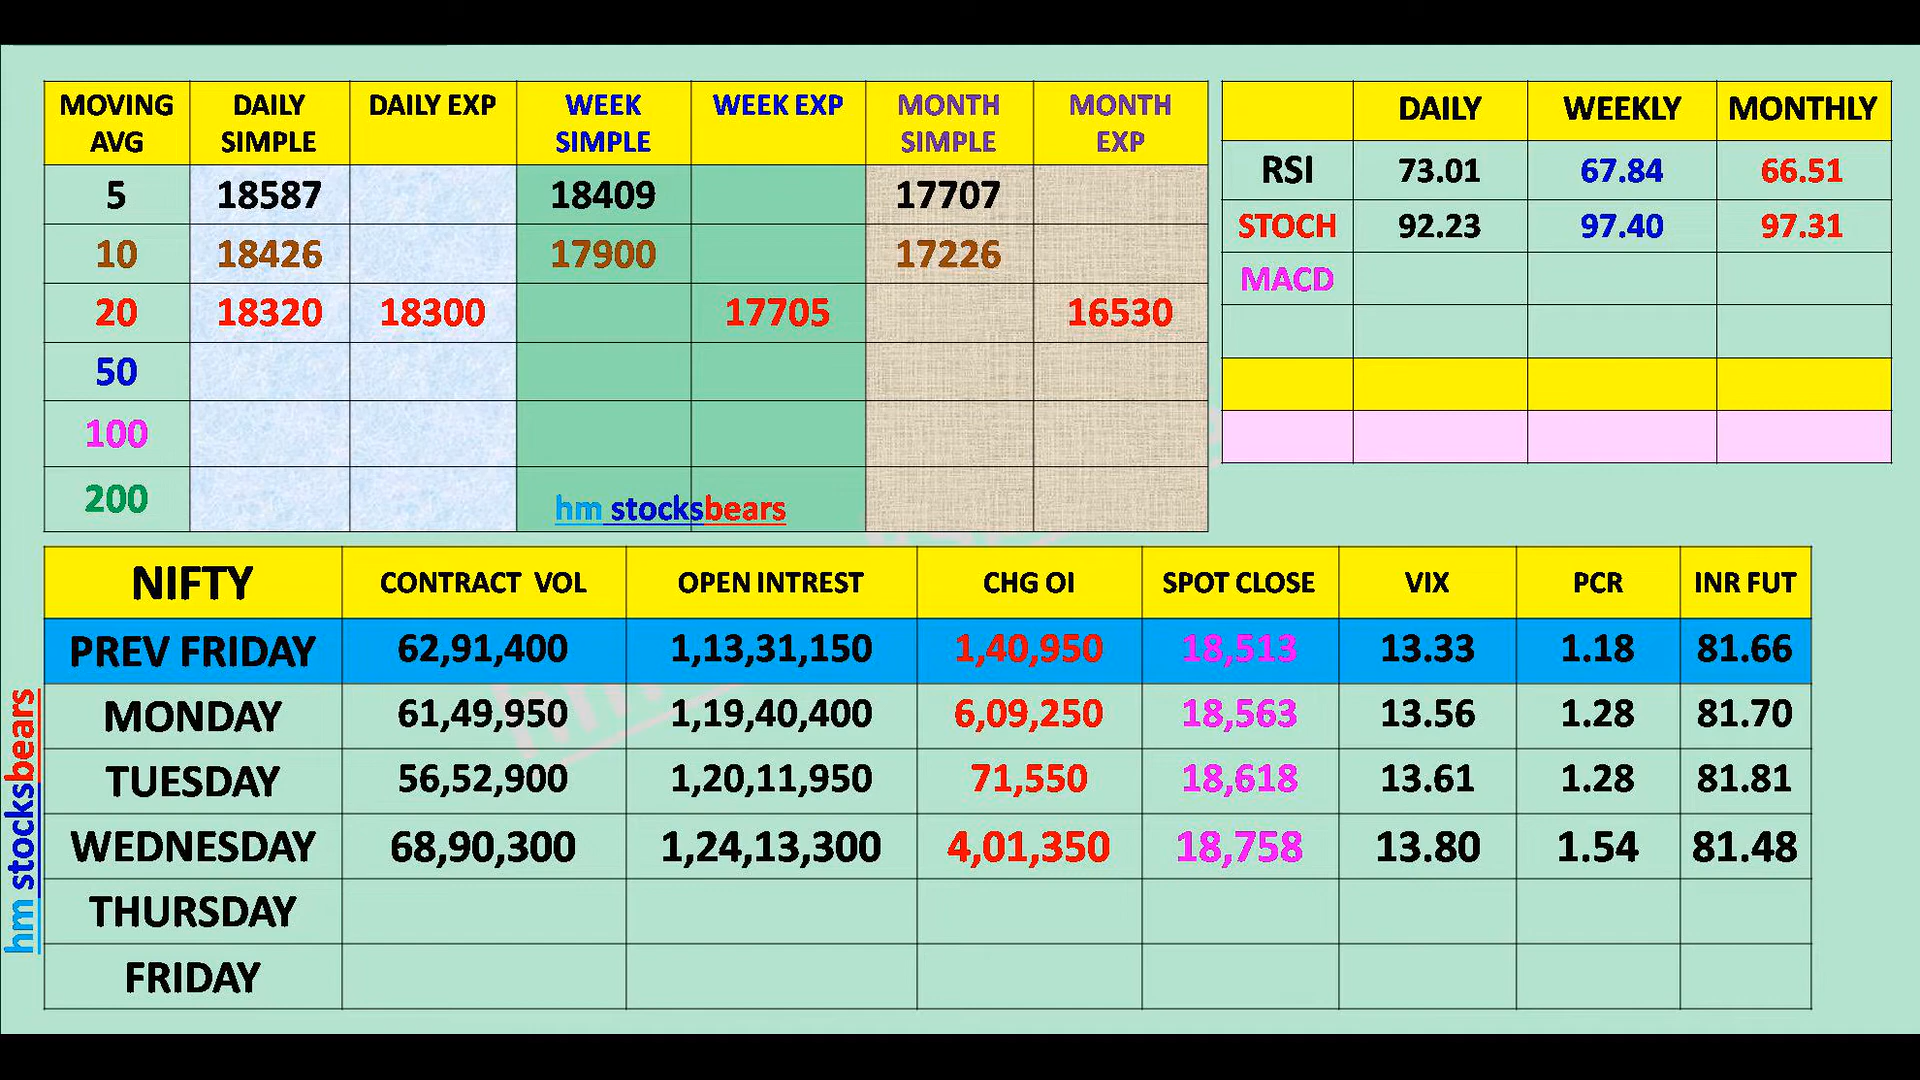 MOVING AVG DAILY SIMPLE DAILY EXP WEEK SIMPLE WEEK EXP MONTH SIMPLE MONTH EXP
5 18587 18409 17707
10 18426 17900 17226
20 18320 18300 17705 16530
50
100
200
hm stocksbears
DAILY WEEKLY MONTHLY
RSI 73.01 67.84 66.51
STOCH 92.23 97.40 97.31
MACD
NIFTY CONTRACT VOL OPEN INTREST CHG OI SPOT CLOSE VIX PCR INR FUT
PREV FRIDAY 62,91,400 1,13,31,150 1,40,950 18,513 13.33 1.18 81.66
MONDAY 61,49,950 1,19,40,400 6,09,250 18,563 13.56 1.28 81.70
TUESDAY 56,52,900 1,20,11,950 71,550 18,618 13.61 1.28 81.81
WEDNESDAY 68,90,300 1,24,13,300 4,01,350 18,758 13.80 1.54 81.48
THURSDAY
FRIDAY
hm stocksbears